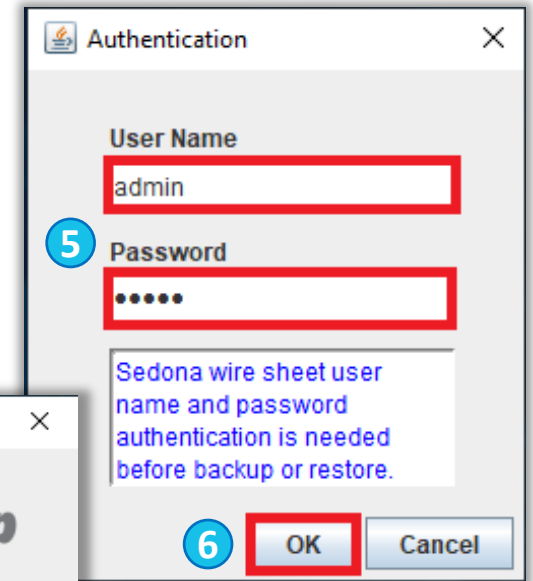 Authentication
User Name
admin
5
Password
•••••
Sedona wire sheet user
name and password
authentication is needed
before backup or restore.
6
OK
Cancel
p